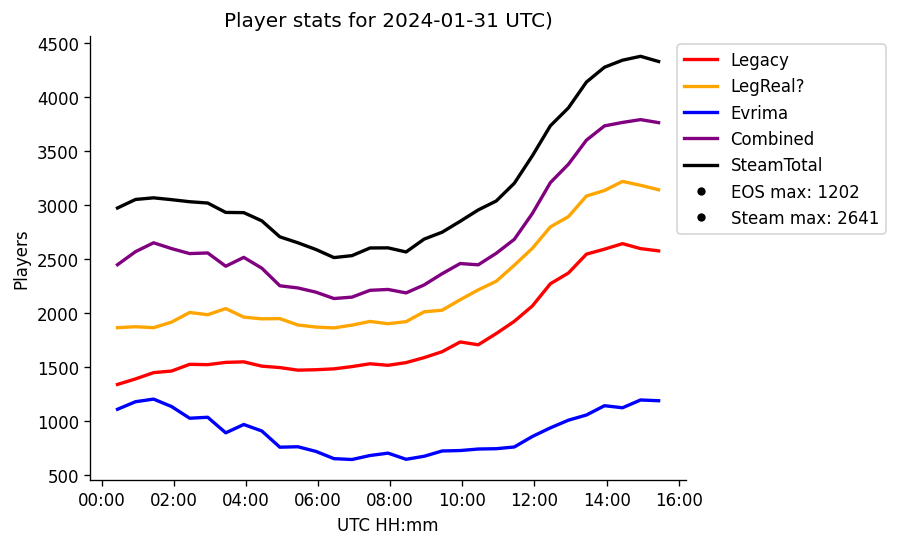 Player stats for 2024-01-31 UTC)
4500
4000
3500
3000
2500
2000
1500
1000
500
Players
00:00 02:00 04:00 06:00 08:00 10:00 12:00 14:00 16:00
UTC HH:mm
Legacy
LegReal?
Evrima
Combined
SteamTotal
EOS max: 1202
Steam max: 2641